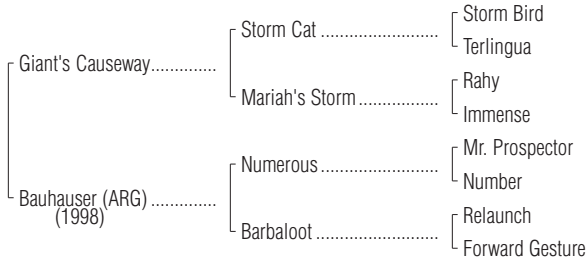 Storm Bird
Storm Cat
Terlingua
Giant's Causeway
Rahy
Mariah's Storm
Immense
Mr. Prospector
Numerous
Number
Bauhauser (ARG)
(1998)
Relaunch
Barbaloot
Forward Gesture